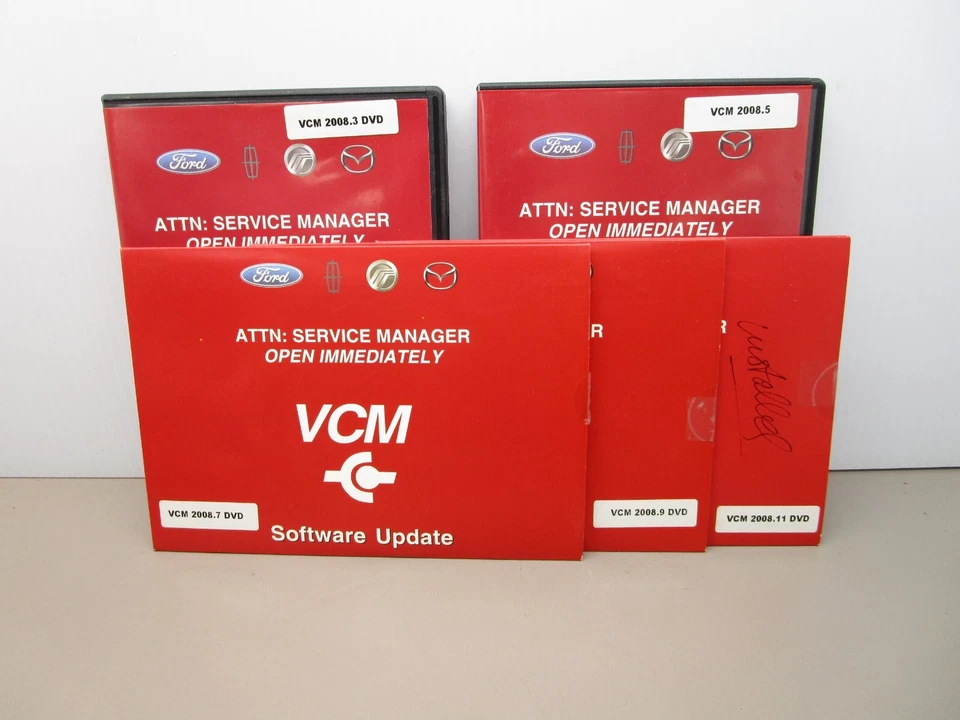 VCM 2008.3 DVD
Ford
ATTN: SERVICE MANAGER
OPEN IMMEDIATELY
VCM 2008.5
Ford
ATTN: SERVICE MANAGER
OPEN IMMEDIATELY
Ford
ATTN: SERVICE MANAGER
OPEN IMMEDIATELY
VCM
VCM 2008.7 DVD
Software Update
R
VCM 2008.9 DVD
R
installed
VCM 2008.11 DVD